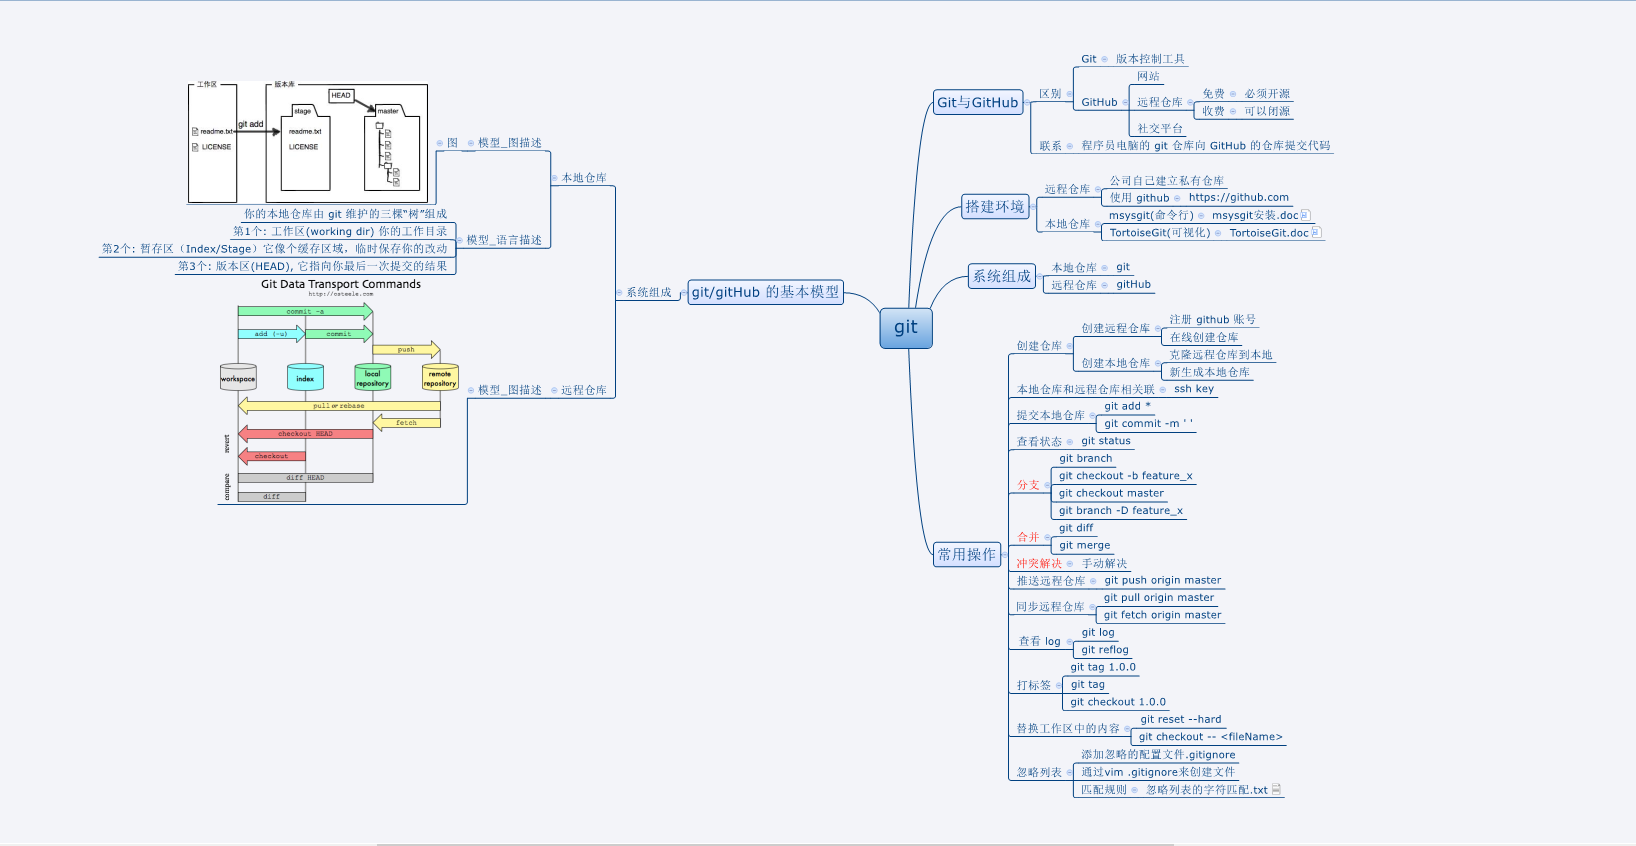 git
Git与GitHub
区别
Git
版本控制工具
GitHub
网站
远程仓库
免费
必须开源
收费
可以闭源
社交平台
联系
程序员电脑的 git 仓库向 GitHub 的仓库提交代码
搭建环境
远程仓库
公司自己建立私有仓库
使用 github
https://github.com
本地仓库
msysgit(命令行)
msysgit安装.doc
TortoiseGit(可视化)
TortoiseGit.doc
系统组成
本地仓库
git
远程仓库
gitHub
常用操作
创建仓库
创建远程仓库
注册 github 账号
在线创建仓库
创建本地仓库
克隆远程仓库到本地
新生成本地仓库
本地仓库和远程仓库相关联
ssh key
提交本地仓库
git add *
git commit -m ' '
查看状态
git status
分支
git branch
git checkout -b feature_x
git checkout master
git branch -D feature_x
合并
git diff
git merge
冲突解决
手动解决
推送远程仓库
git push origin master
同步远程仓库
git pull origin master
git fetch origin master
查看 log
git log
git reflog
打标签
git tag 1.0.0
git tag
git checkout 1.0.0
替换工作区中的内容
git reset --hard
git checkout -- <fileName>
忽略列表
添加忽略的配置文件.gitignore
通过vim .gitignore来创建文件
匹配规则
忽略列表的字符匹配.txt
git/gitHub 的基本模型
系统组成
本地仓库
模型_图描述
图
工作区
版本库
HEAD
stage
master
git add
readme.txt
readme.txt
LICENSE
LICENSE
模型_语言描述
你的本地仓库由 git 维护的三棵“树”组成
第1个: 工作区(working dir) 你的工作目录
第2个: 暂存区（Index/Stage）它像个缓存区域，临时保存你的改动
第3个: 版本区(HEAD), 它指向你最后一次提交的结果
远程仓库
模型_图描述
Git Data Transport Commands
http://osteele.com
commit -a
add (-u)
commit
push
workspace
index
local
repository
remote
repository
pull or rebase
fetch
revert
checkout HEAD
checkout
compare
diff HEAD
diff